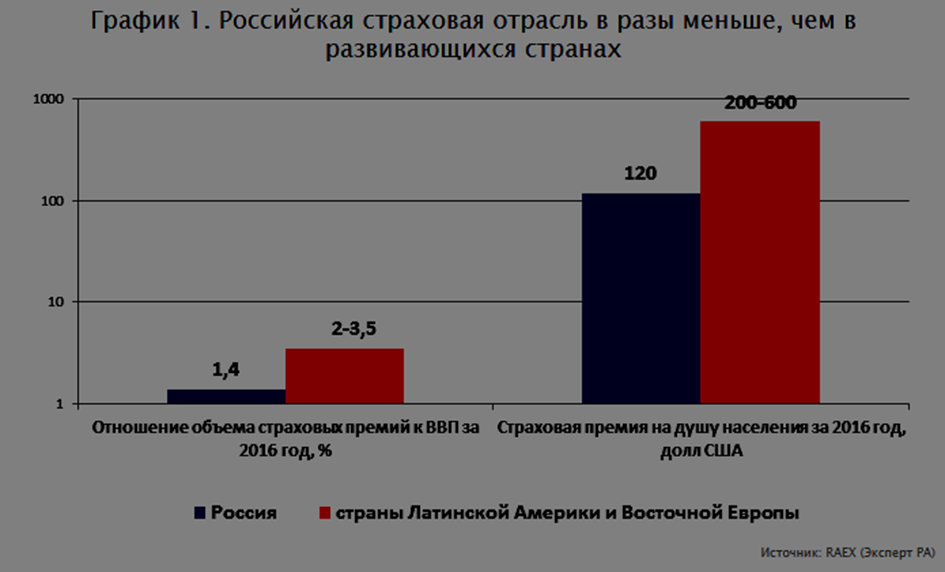 График 1. Российская страховая отрасль в разы меньше, чем в
развивающихся странах
1000
100
10
1
1,4
2-3,5
120
200-600
Отношение объема страховых премий к ВВП за
2016 год, %
Страховая премия на душу населения за 2016 год,
долл США
Россия
страны Латинской Америки и Восточной Европы
Источник: RAEX (Эксперт РА)